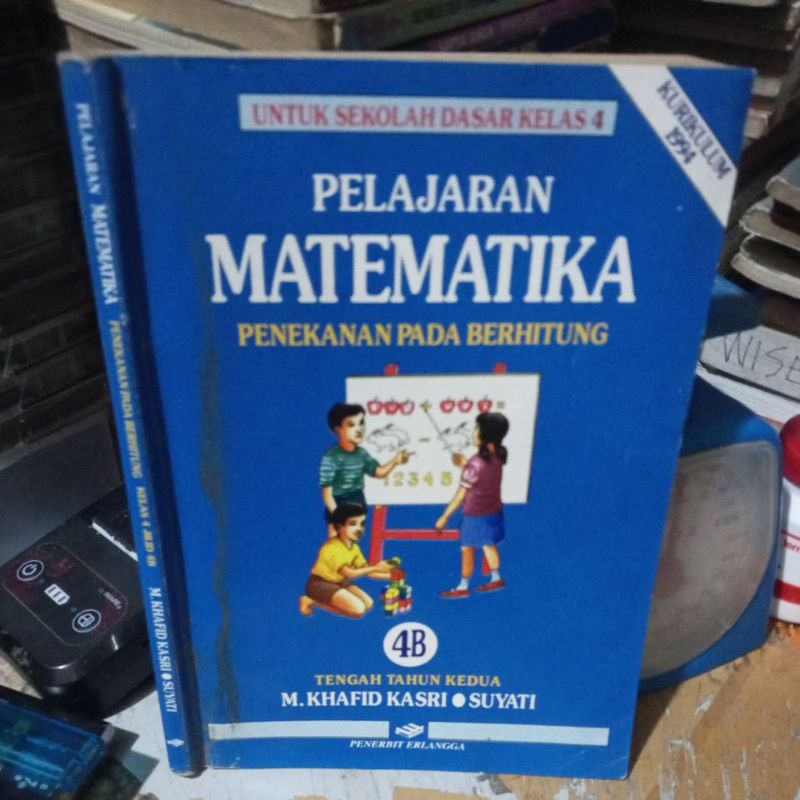 UNTUK SEKOLAH DASAR KELAS 4
KURIKULUM
1994
PELAJARAN
MATEMATIKA
PENEKANAN PADA BERHITUNG
+ =
-
12345
4B
TENGAH TAHUN KEDUA
M. KHAFID KASRI ● SUYATI
PENERBIT ERLANGGA
PELAJARAN MATEMATIKA PENEKANAN PADA BERHITUNG KELAS 4 JILID 4B M. KHAFID KASRI ● SUYATI
WISE